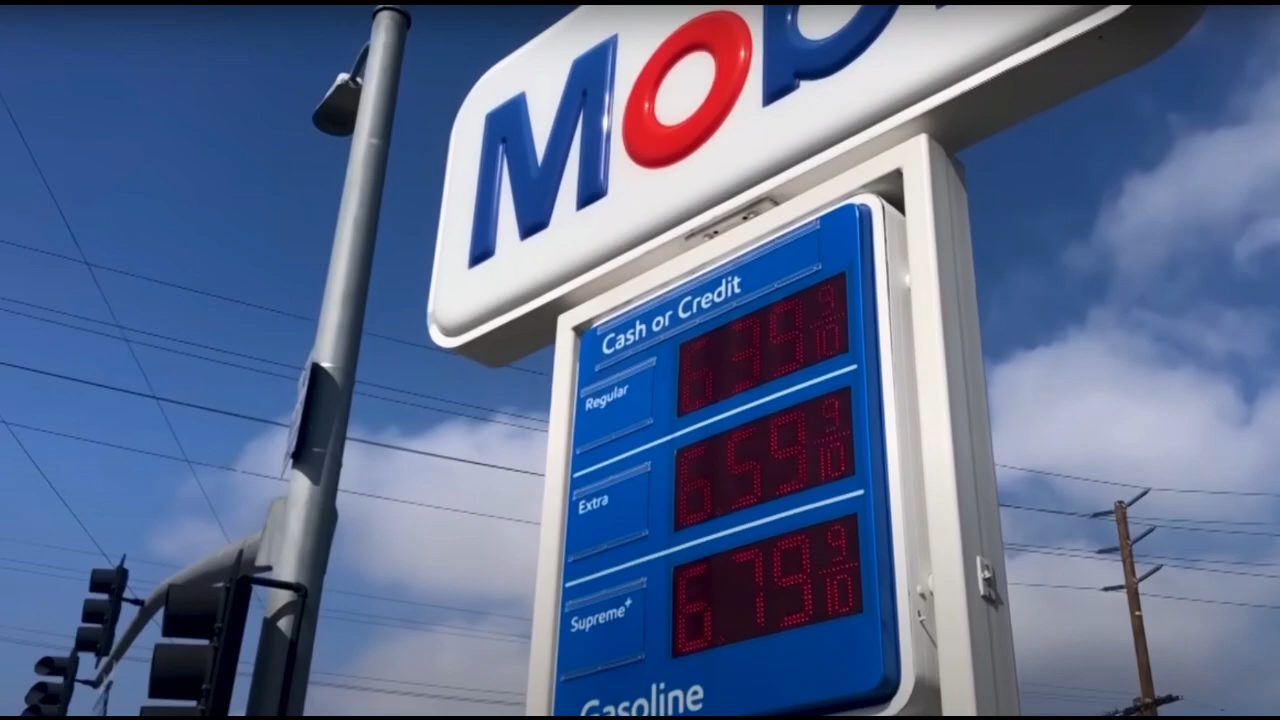 Mob
Cash or Credit
Regular 6.39 9/10
Extra 6.59 9/10
Supreme+ 6.79 9/10
Gasoline